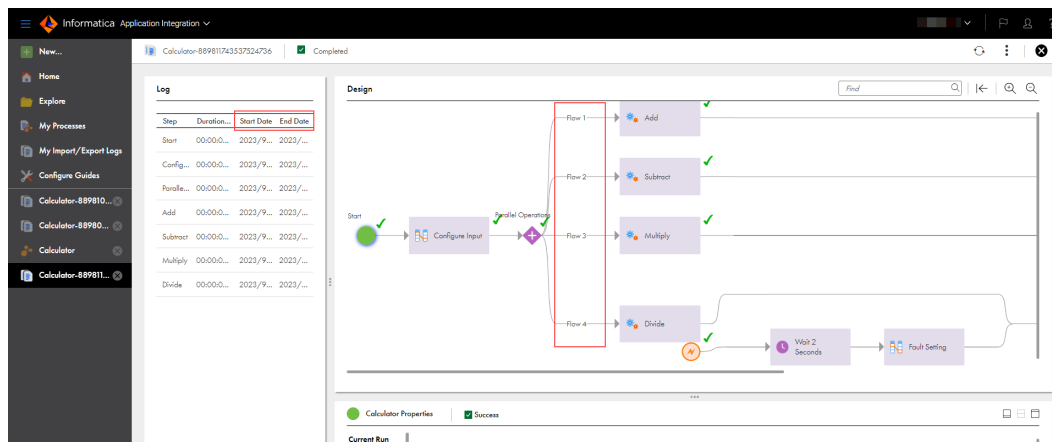 Informatica Application Integration
Calculator-889811743537524736 Completed
New...
Home
Explore
My Processes
My Import/Export Logs
Configure Guides
Calculator-889810...
Calculator-88980...
Calculator
Calculator-889811...
Log
Step Duration... Start Date End Date
Start 00:00:0... 2023/9... 2023/...
Config... 00:00:0... 2023/9... 2023/...
Paralle... 00:00:0... 2023/9... 2023/...
Add 00:00:0... 2023/9... 2023/...
Subtract 00:00:0... 2023/9... 2023/...
Multiply 00:00:0... 2023/9... 2023/...
Divide 00:00:0... 2023/9... 2023/...
Design
Find
Flow 1
Add
Flow 2
Subtract
Start
Parallel Operations
Configure Input
Flow 3
Multiply
Flow 4
Divide
Wait 2
Seconds
Fault Setting
Calculator Properties
Success
Current Run